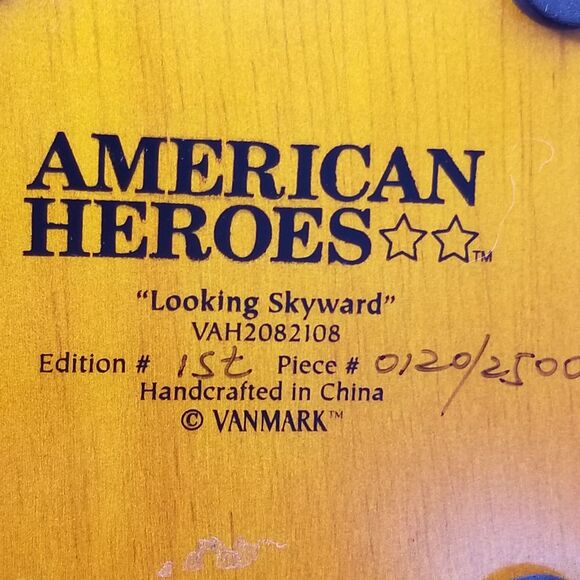 AMERICAN
HEROES☆☆™
"Looking Skyward"
VAH2082108
Edition # 1st Piece # 0120/2500
Handcrafted in China
© VANMARK™